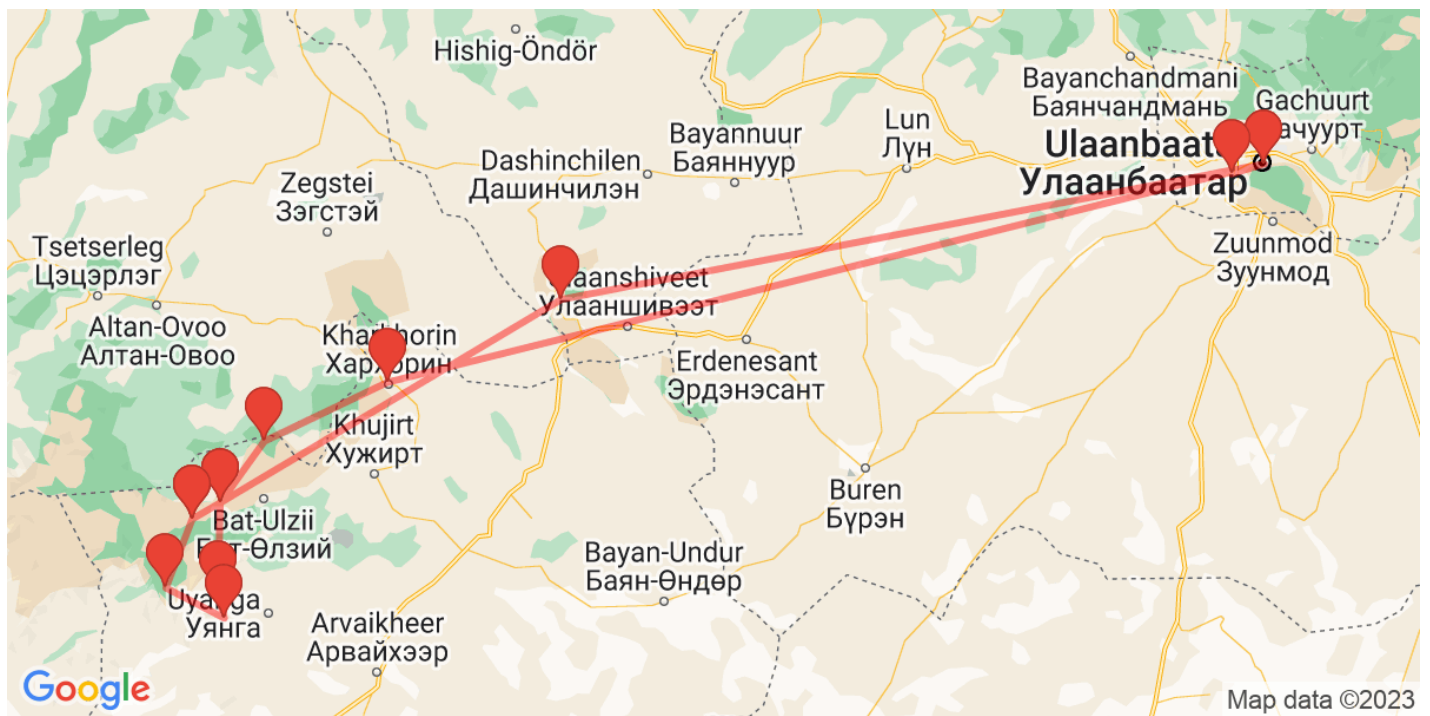 Hishig-Öndör
Bayanchandmani
Баянчандмань
Gachuurt
Lun
Лүн
Bayannuur
Баяннуур
Dashinchilen
Дашинчилэн
Улаанбаатар
Zegstei
Зэгстэй
Zuunmod
Зуунмод
Tsetserleg
Цэцэрлэг
Улааншивээт
Altan-Ovoo
Алтан-Овоо
Erdenesant
Эрдэнэсант
Khujirt
Хужирт
Buren
Бүрэн
Bat-Ulzii
Bayan-Undur
Баян-Өндөр
Уянга
Arvaikheer
Арвайхээр
Google
Map data ©2023